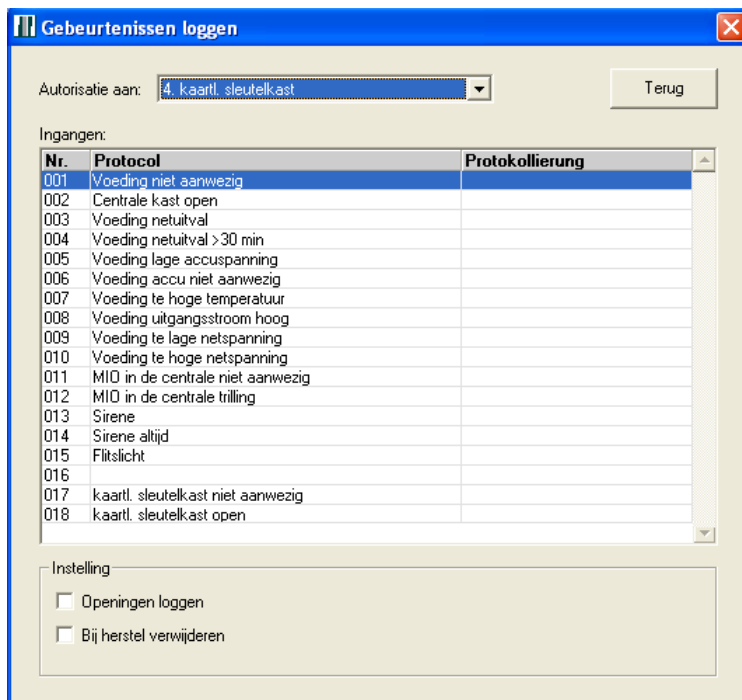 Gebeurtenissen loggen
Autorisatie aan: 4. kaartl. sleutelkast Terug
Ingangen:
Nr. Protocol Protokollierung
001 Voeding niet aanwezig
002 Centrale kast open
003 Voeding netuitval
004 Voeding netuitval >30 min
005 Voeding lage accuspanning
006 Voeding accu niet aanwezig
007 Voeding te hoge temperatuur
008 Voeding uitgangsstroom hoog
009 Voeding te lage netspanning
010 Voeding te hoge netspanning
011 MIO in de centrale niet aanwezig
012 MIO in de centrale trilling
013 Sirene
014 Sirene altijd
015 Flitslicht
016
017 kaartl. sleutelkast niet aanwezig
018 kaartl. sleutelkast open
Instelling
Openingen loggen
Bij herstel verwijderen